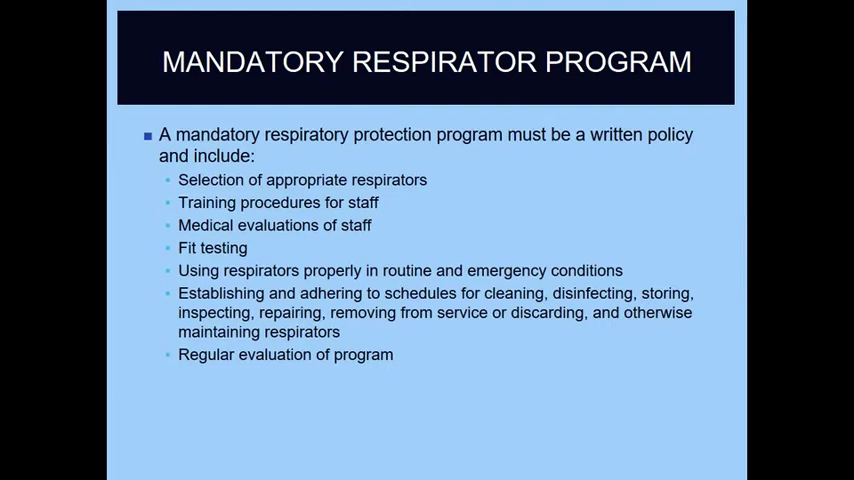 MANDATORY RESPIRATOR PROGRAM
A mandatory respiratory protection program must be a written policy
and include:
Selection of appropriate respirators
Training procedures for staff
Medical evaluations of staff
Fit testing
Using respirators properly in routine and emergency conditions
Establishing and adhering to schedules for cleaning, disinfecting, storing,
inspecting, repairing, removing from service or discarding, and otherwise
maintaining respirators
Regular evaluation of program